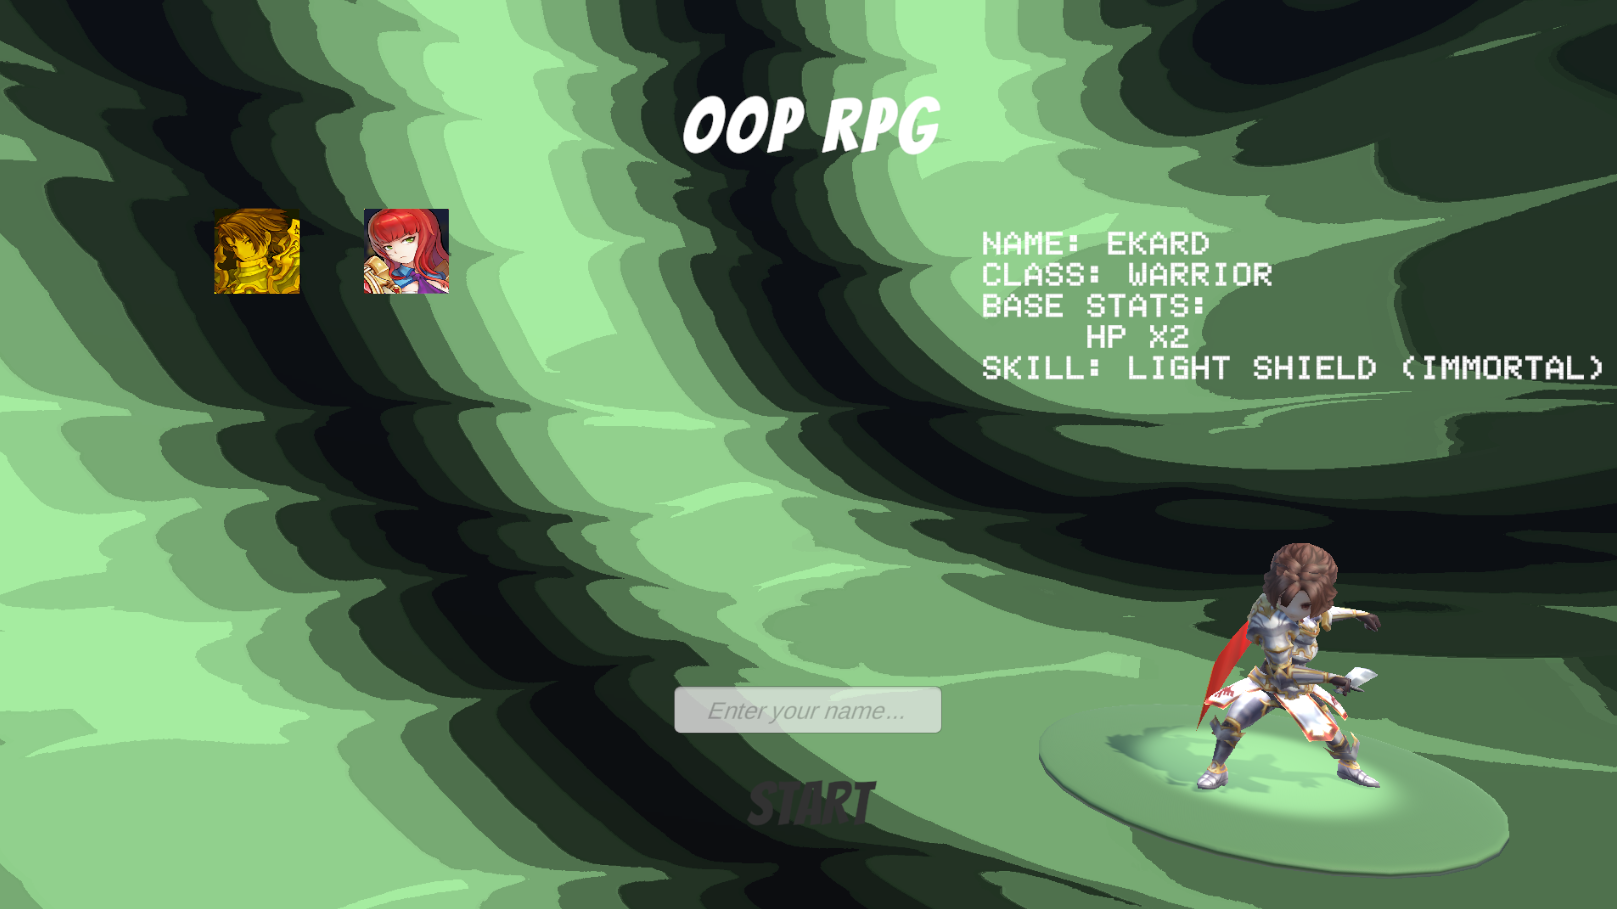 OOP RPG
NAME: EKARD
CLASS: WARRIOR
BASE STATS:
HP X2
SKILL: LIGHT SHIELD (IMMORTAL)
Enter your name...
START